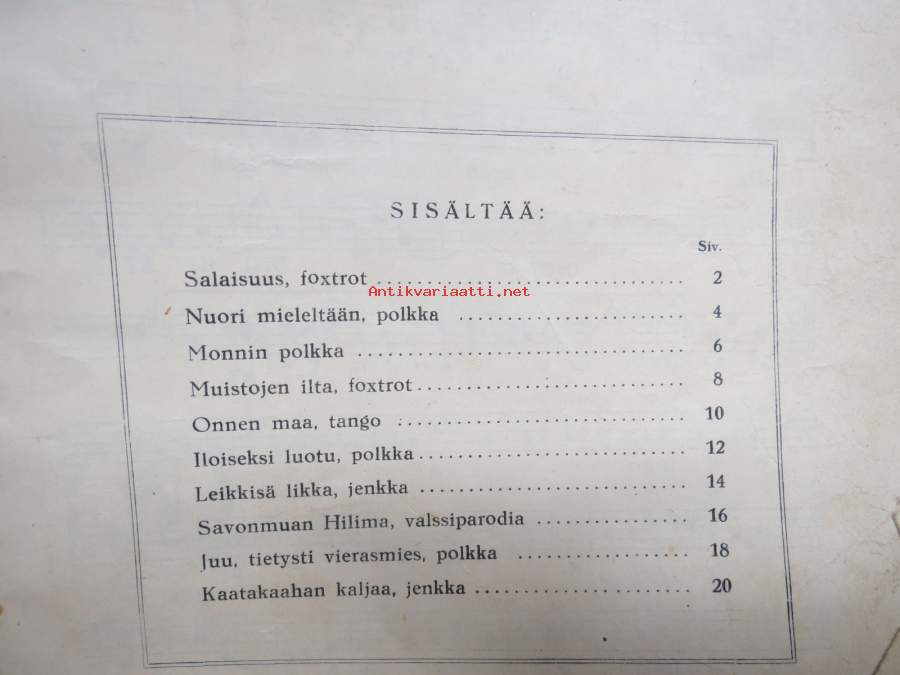 SISÄLTÄÄ:
Siv.
Salaisuus, foxtrot ............................ 2
Antikvariaatti.net
Nuori mieleltään, polkka ........................ 4
Monnin polkka ................................ 6
Muistojen ilta, foxtrot ........................... 8
Onnen maa, tango ............................. 10
Iloiseksi luotu, polkka ........................... 12
Leikkisä likka, jenkka ........................... 14
Savonmuan Hilima, valssiparodia ................ 16
Juu, tietysti vierasmies, polkka .................. 18
Kaatakaahan kaljaa, jenkka ...................... 20